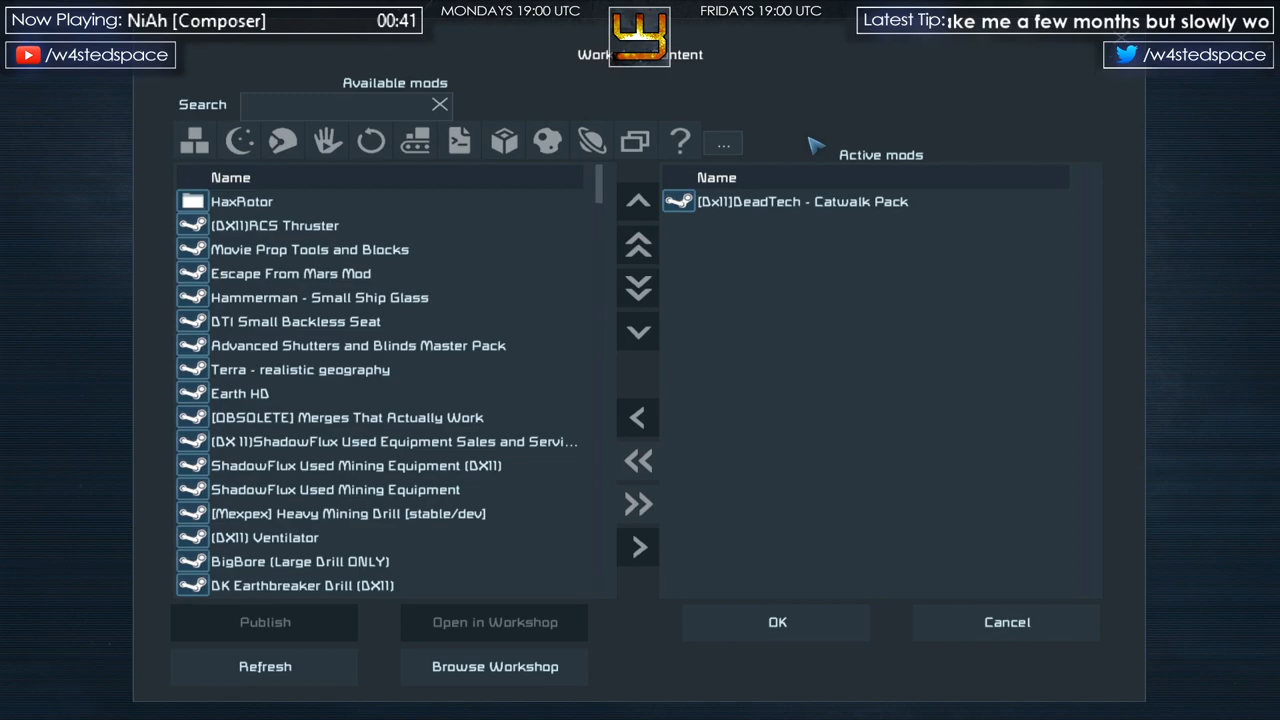 Now Playing: NiAh [Composer] 00:41
MONDAYS 19:00 UTC
FRIDAYS 19:00 UTC
Latest Tip: ke me a few months but slowly wo
/w4stedspace
/w4stedspace
Available mods
Search
...
Active mods
Name
Name
HaxRotor
[Dx11]DeadTech - Catwalk Pack
(DX11)RCS Thruster
Movie Prop Tools and Blocks
Escape From Mars Mod
Hammerman - Small Ship Glass
DTI Small Backless Seat
Advanced Shutters and Blinds Master Pack
Terra - realistic geography
Earth HD
[OBSOLETE] Merges That Actually Work
(DX 11)ShadowFlux Used Equipment Sales and Servi...
ShadowFlux Used Mining Equipment (DX11)
ShadowFlux Used Mining Equipment
[Mexpex] Heavy Mining Drill [stable/dev]
(DX11) Ventilator
BigBore (Large Drill ONLY)
DK Earthbreaker Drill (DX11)
Publish
Open in Workshop
OK
Cancel
Refresh
Browse Workshop